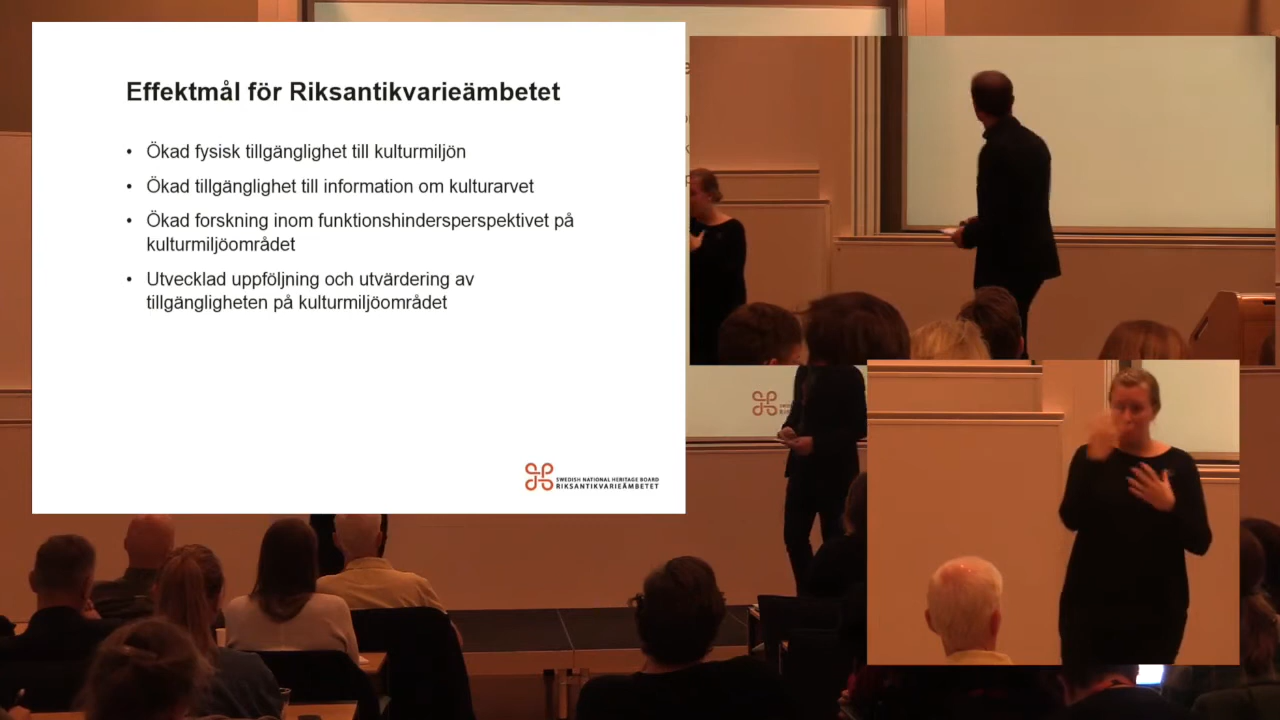 Effektmål för Riksantikvarieämbetet
• Ökad fysisk tillgänglighet till kulturmiljön
• Ökad tillgänglighet till information om kulturarvet
• Ökad forskning inom funktionshindersperspektivet på
kulturmiljöområdet
• Utvecklad uppföljning och utvärdering av
tillgängligheten på kulturmiljöområdet
SWEDISH NATIONAL HERITAGE BOARD
RIKSANTIKVARIEÄMBETET